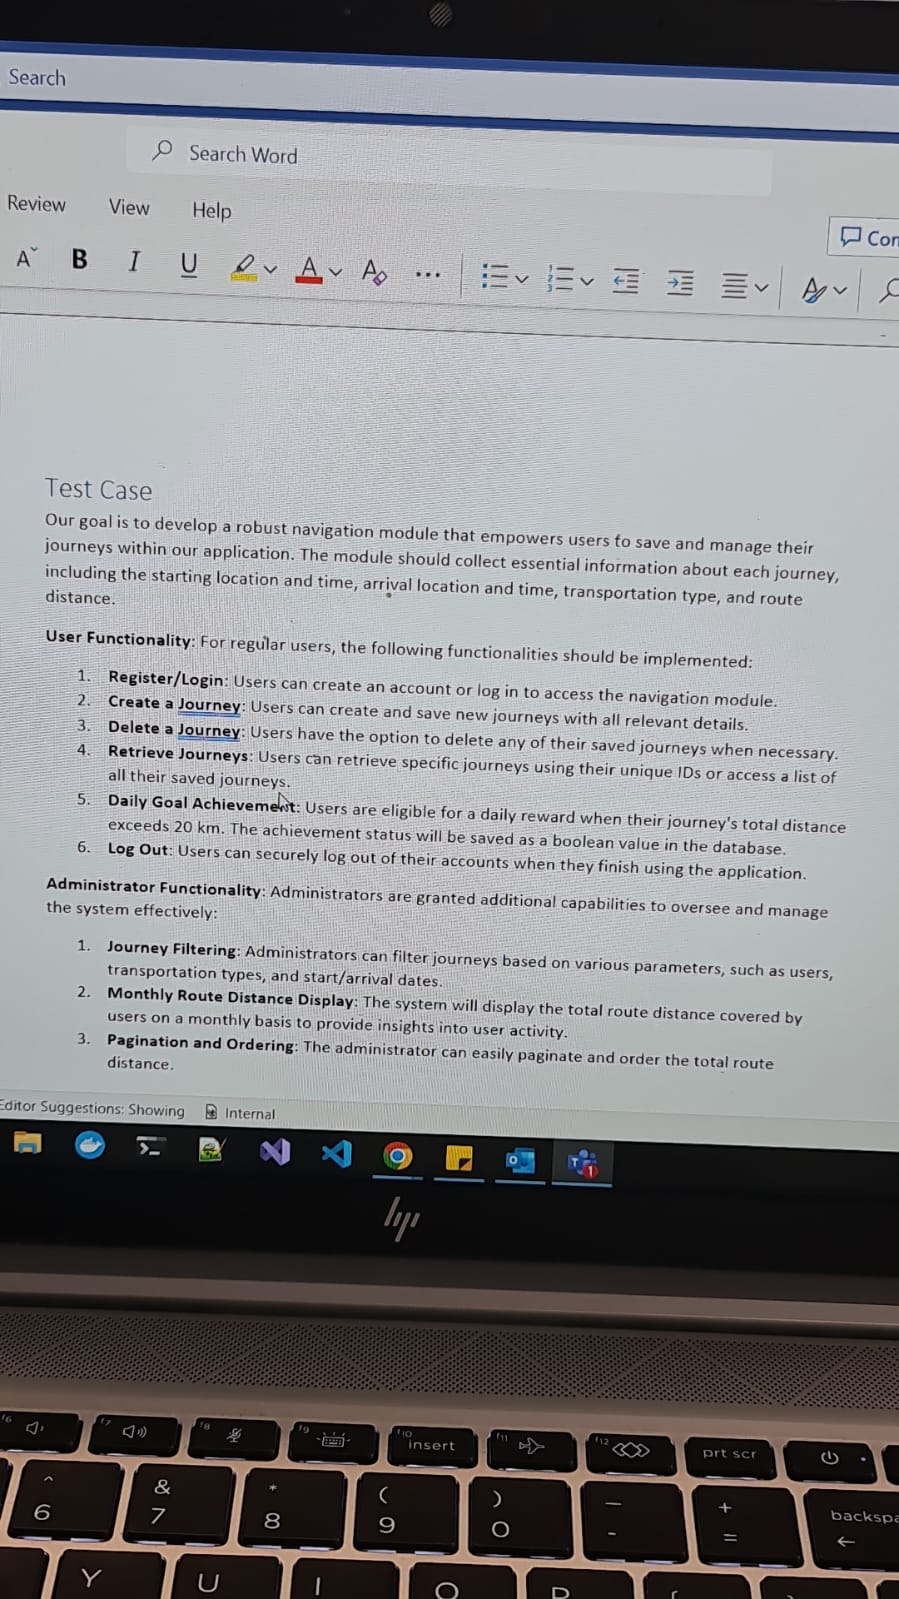 Search
Search Word
Review View Help
Con
A B I U A A ...
Test Case
Our goal is to develop a robust navigation module that empowers users to save and manage their
journeys within our application. The module should collect essential information about each journey,
including the starting location and time, arrival location and time, transportation type, and route
distance.
User Functionality: For regular users, the following functionalities should be implemented:
1. Register/Login: Users can create an account or log in to access the navigation module.
2. Create a Journey: Users can create and save new journeys with all relevant details.
3. Delete a Journey: Users have the option to delete any of their saved journeys when necessary.
4. Retrieve Journeys: Users can retrieve specific journeys using their unique IDs or access a list of
all their saved journeys.
5. Daily Goal Achievement: Users are eligible for a daily reward when their journey's total distance
exceeds 20 km. The achievement status will be saved as a boolean value in the database.
6. Log Out: Users can securely log out of their accounts when they finish using the application.
Administrator Functionality: Administrators are granted additional capabilities to oversee and manage
the system effectively:
1. Journey Filtering: Administrators can filter journeys based on various parameters, such as users,
transportation types, and start/arrival dates.
2. Monthly Route Distance Display: The system will display the total route distance covered by
users on a monthly basis to provide insights into user activity.
3. Pagination and Ordering: The administrator can easily paginate and order the total route
distance.
Editor Suggestions: Showing Internal
hp
f6 f7 f8 f9 f10 insert f11 f12 prt scr
^ 6 & 7 * 8 ( 9 ) 0 — - + = backspa
Y U I O P